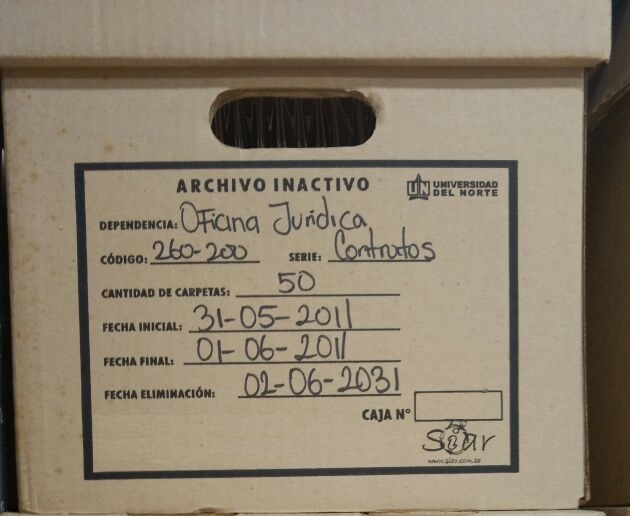 ARCHIVO INACTIVO
UN UNIVERSIDAD DEL NORTE
DEPENDENCIA: Oficina Juridica
CÓDIGO: 260-200 SERIE: Contratos
CANTIDAD DE CARPETAS: 50
FECHA INICIAL: 31-05-2011
FECHA FINAL: 01-06-2011
FECHA ELIMINACIÓN: 02-06-2031
CAJA Nº
Siar
www.siar.com.co